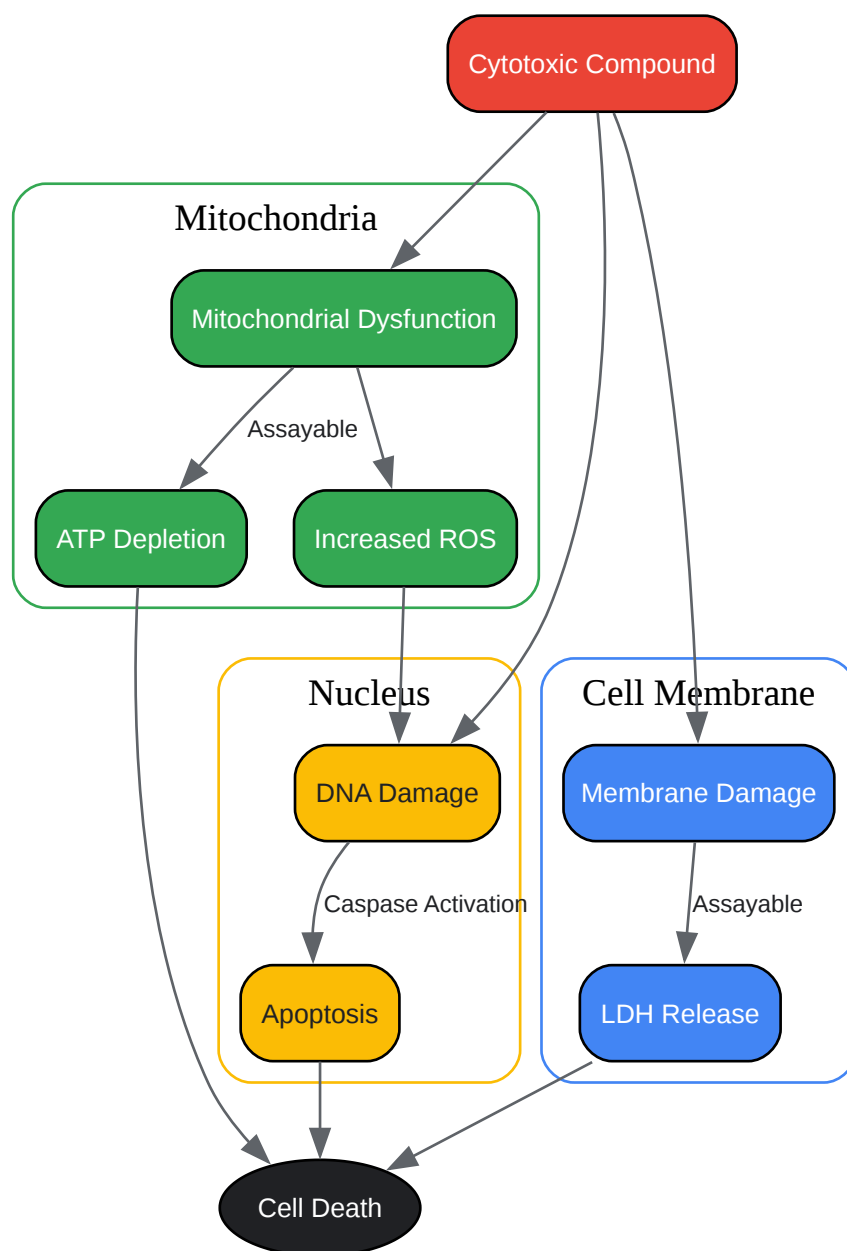 Cytotoxic Compound
Mitochondria
Mitochondrial Dysfunction
Assayable
ATP Depletion
Increased ROS
Nucleus
Cell Membrane
DNA Damage
Membrane Damage
Caspase Activation
Assayable
Apoptosis
LDH Release
Cell Death